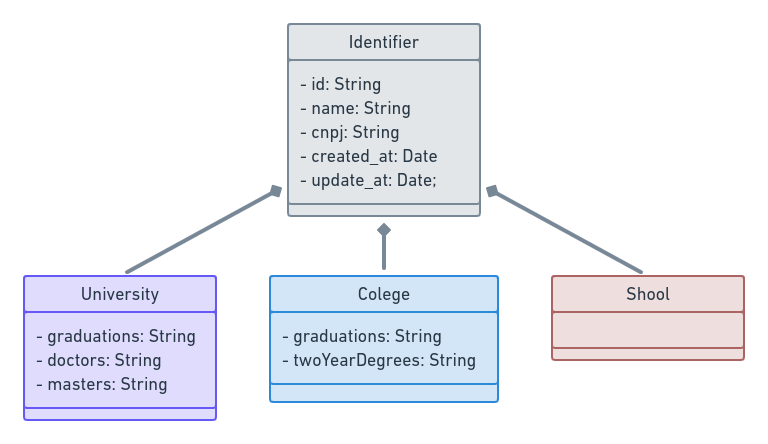 Identifier
- id: String
- name: String
- cnpj: String
- created_at: Date
- update_at: Date;
University
- graduations: String
- doctors: String
- masters: String
Colege
- graduations: String
- twoYearDegrees: String
Shool